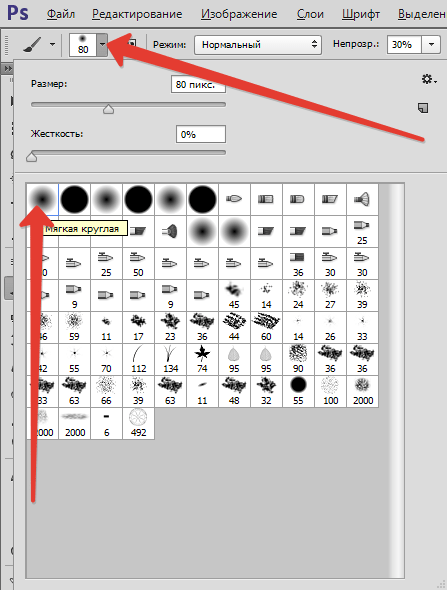 Ps Файл Редактирование Изображение Слои Шрифт Выделен
80 Режим: Нормальный Непрозр.: 30%
Размер: 80 пикс.
Жесткость: 0%
Мягкая круглая
25
25 50 36 30 30
9 9 45 14 24 27 39
46 59 11 17 23 36 44 60 14 26 33
42 55 70 112 134 74 95 95 90 36 36
33 63 66 39 63 11 48 32 55 100 2000
2000 2000 6 492